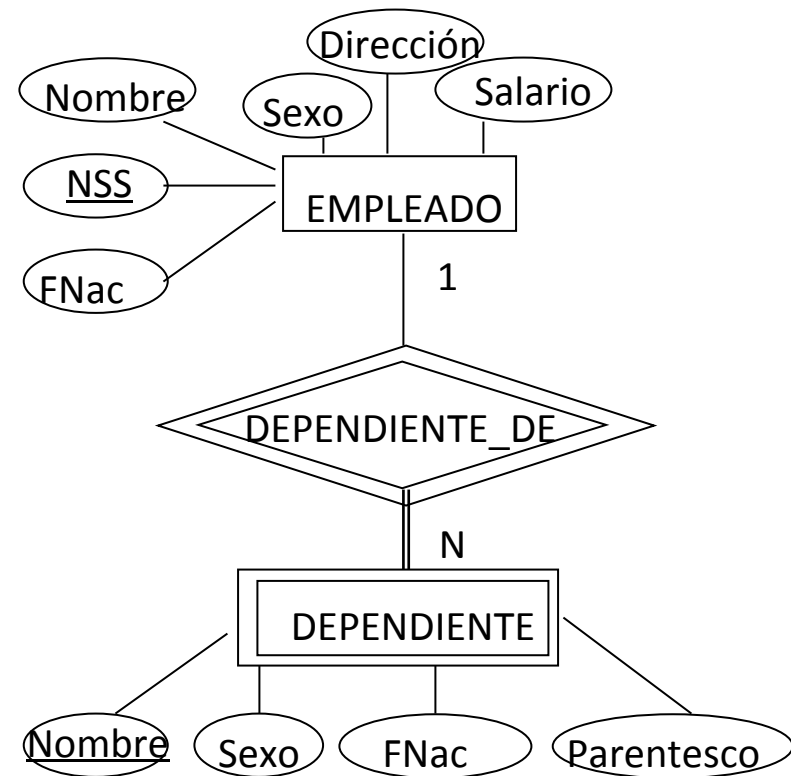 Dirección
Nombre
Sexo
Salario
NSS
EMPLEADO
FNac
1
DEPENDIENTE_DE
N
DEPENDIENTE
Nombre
Sexo
FNac
Parentesco